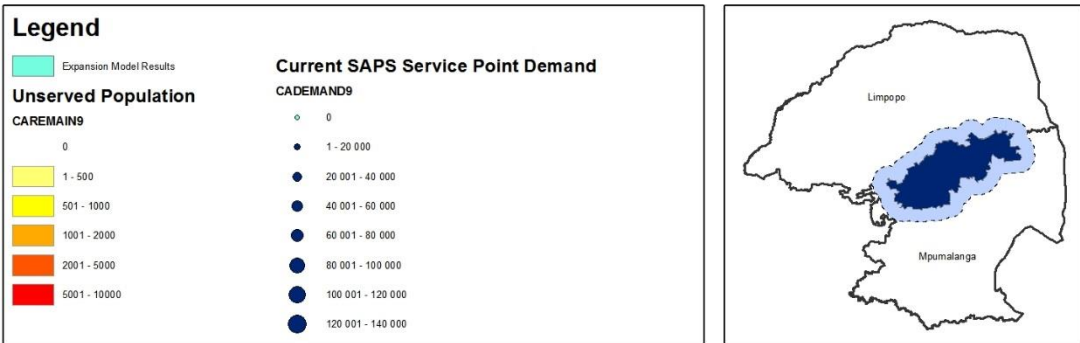 Legend
Expansion Model Results
Unserved Population
CAREMAIN9
0
1 - 500
501 - 1000
1001 - 2000
2001 - 5000
5001 - 10000
Current SAPS Service Point Demand
CADEMAND9
0
1 - 20 000
20 001 - 40 000
40 001 - 60 000
60 001 - 80 000
80 001 - 100 000
100 001 - 120 000
120 001 - 140 000
Limpopo
Mpumalanga